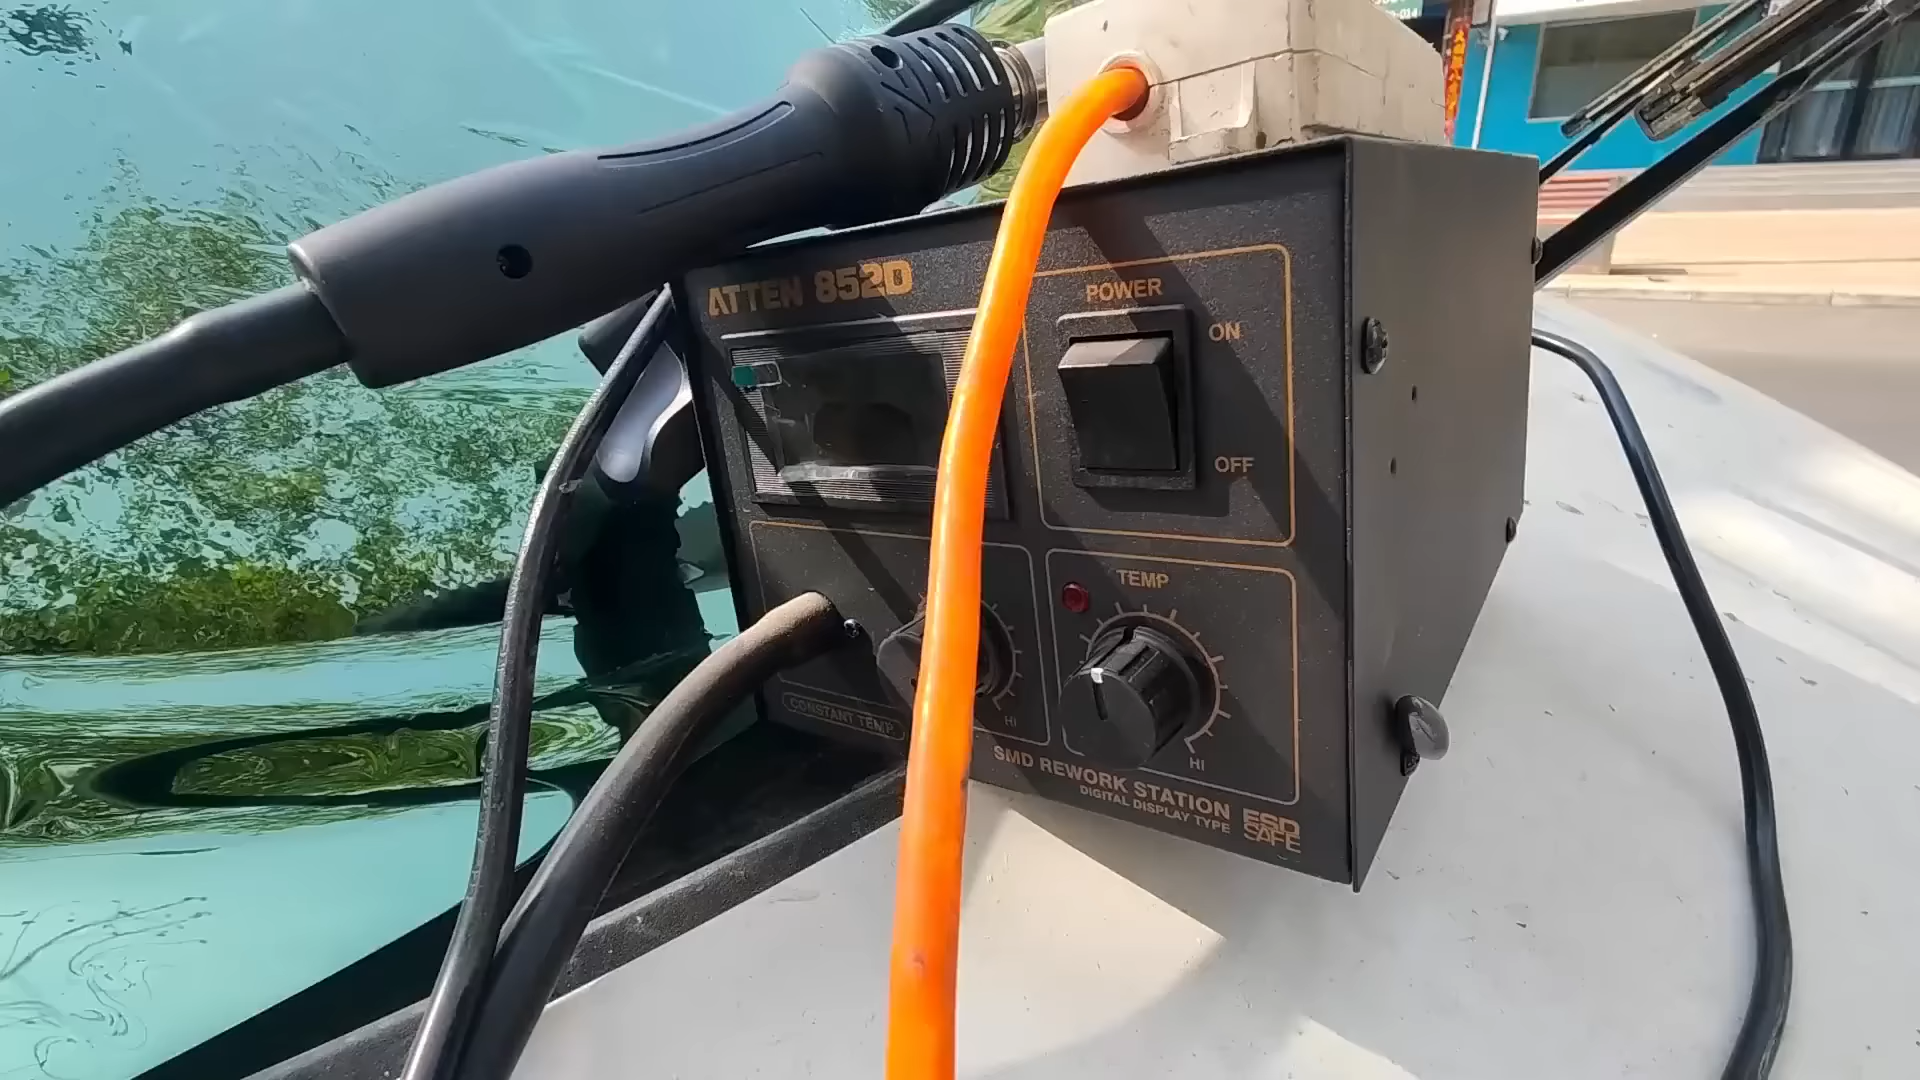 ATTEN 852D
POWER
ON
OFF
TEMP
CONSTANT TEMP
HI
HI
SMD REWORK STATION
DIGITAL DISPLAY TYPE
ESD
SAFE